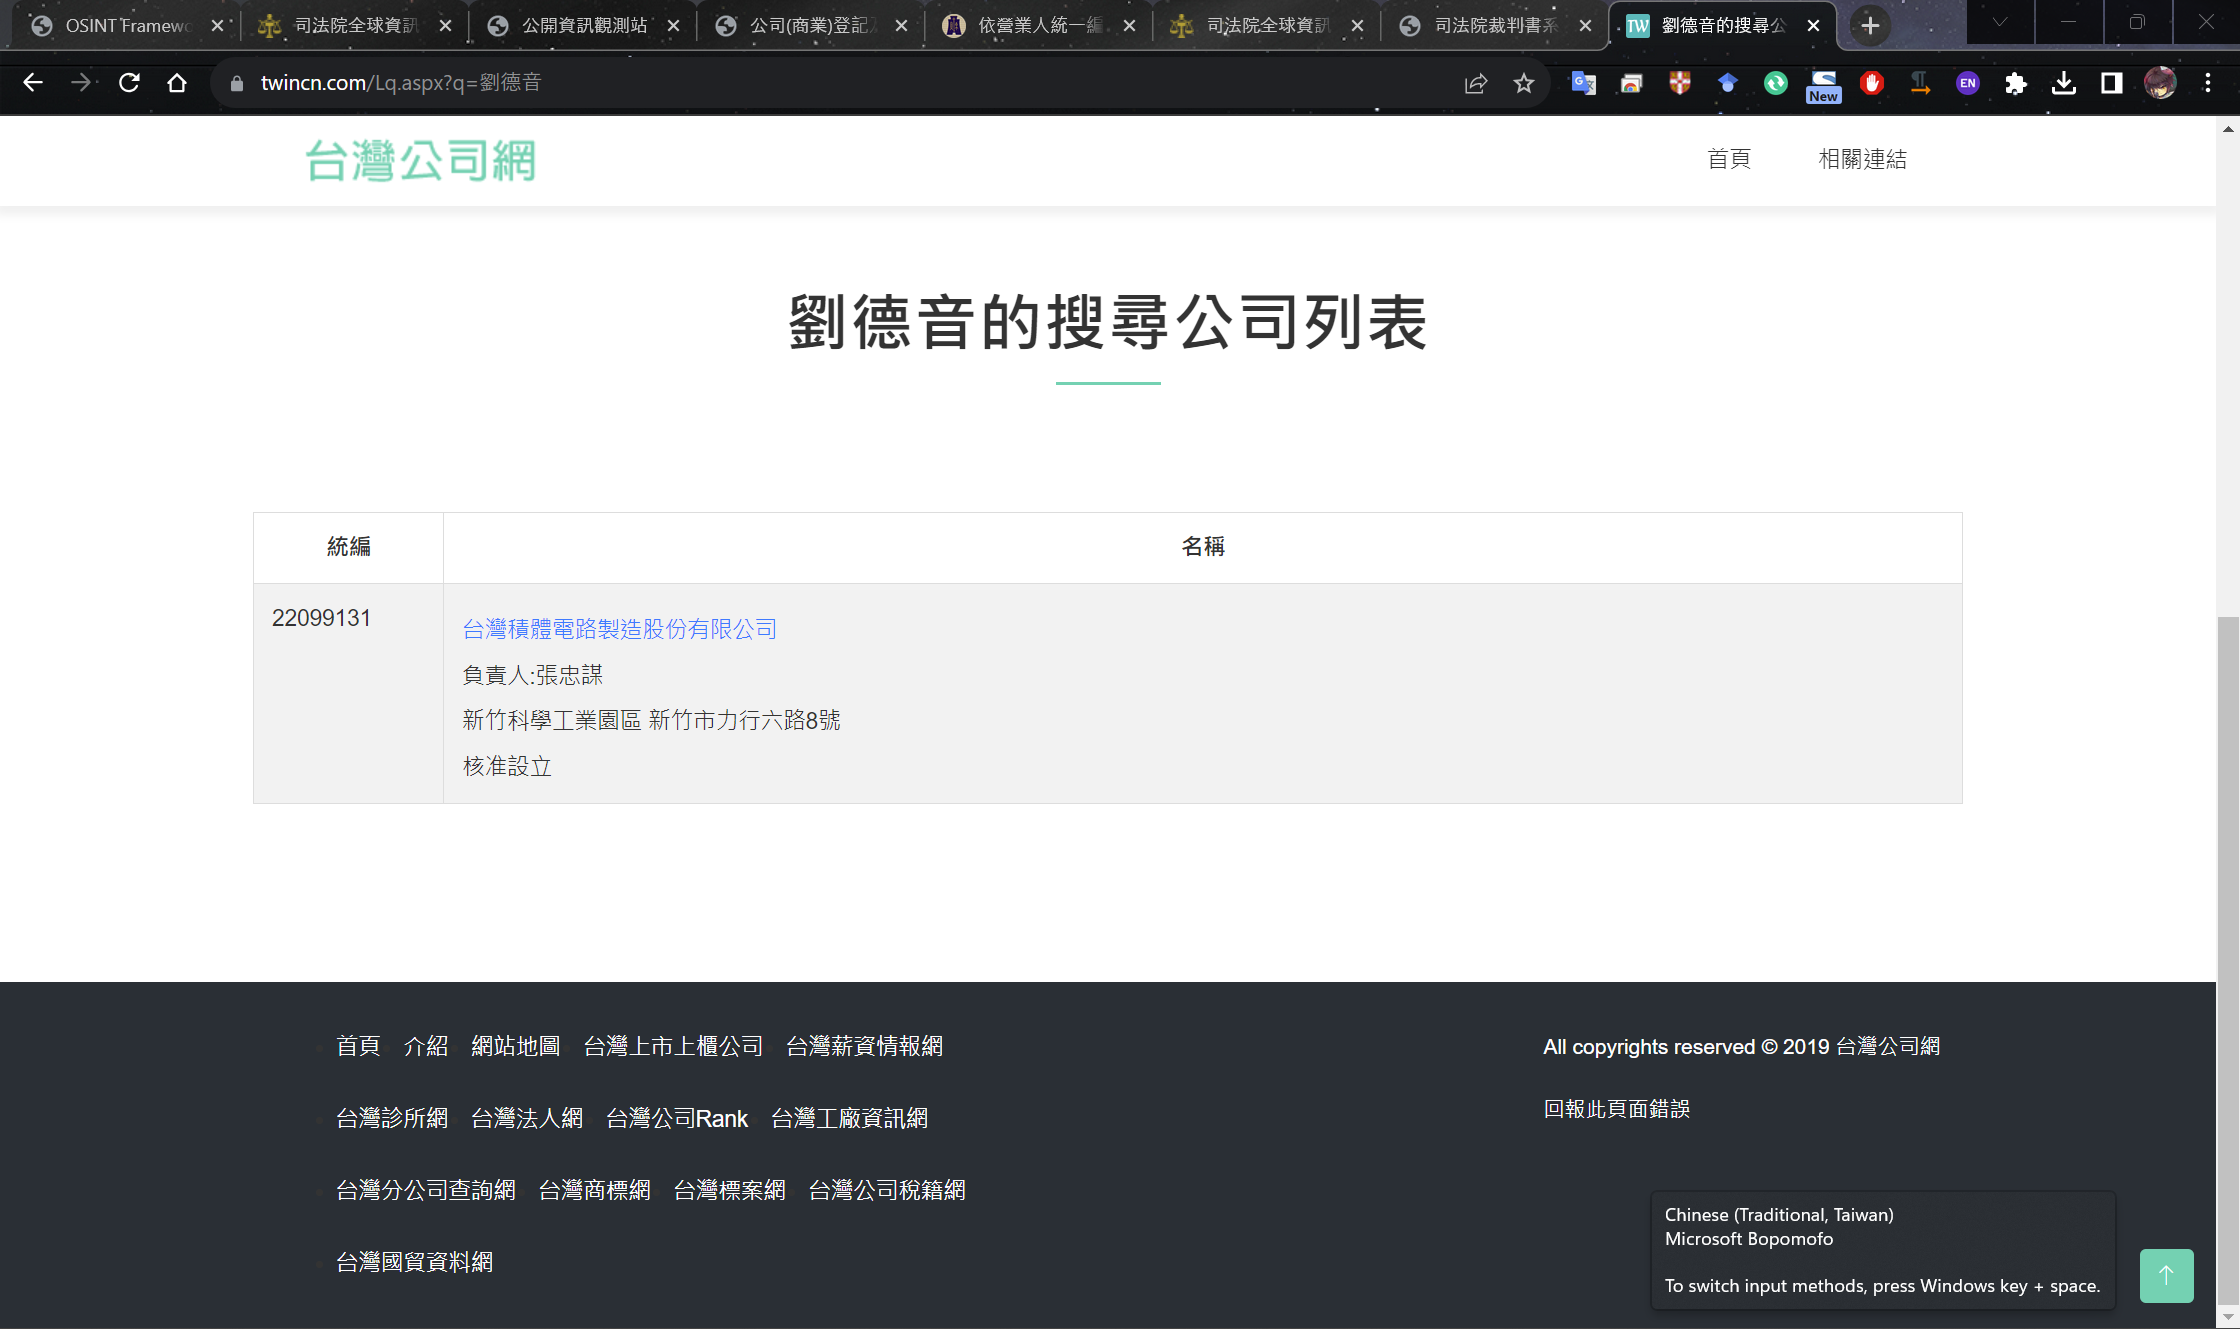 OSINT Framewo
司法院全球資訊
公開資訊觀測站
公司(商業)登記
依營業人統一編
司法院全球資訊
司法院裁判書系
TW 劉德音的搜尋公
twincn.com/Lq.aspx?q=劉德音
New
EN
台灣公司網
首頁 相關連結
劉德音的搜尋公司列表
統編 名稱
22099131 台灣積體電路製造股份有限公司
負責人:張忠謀
新竹科學工業園區 新竹市力行六路8號
核准設立
首頁 介紹 網站地圖 台灣上市上櫃公司 台灣薪資情報網
台灣診所網 台灣法人網 台灣公司Rank 台灣工廠資訊網
台灣分公司查詢網 台灣商標網 台灣標案網 台灣公司稅籍網
台灣國貿資料網
All copyrights reserved © 2019 台灣公司網
回報此頁面錯誤
Chinese (Traditional, Taiwan)
Microsoft Bopomofo
To switch input methods, press Windows key + space.